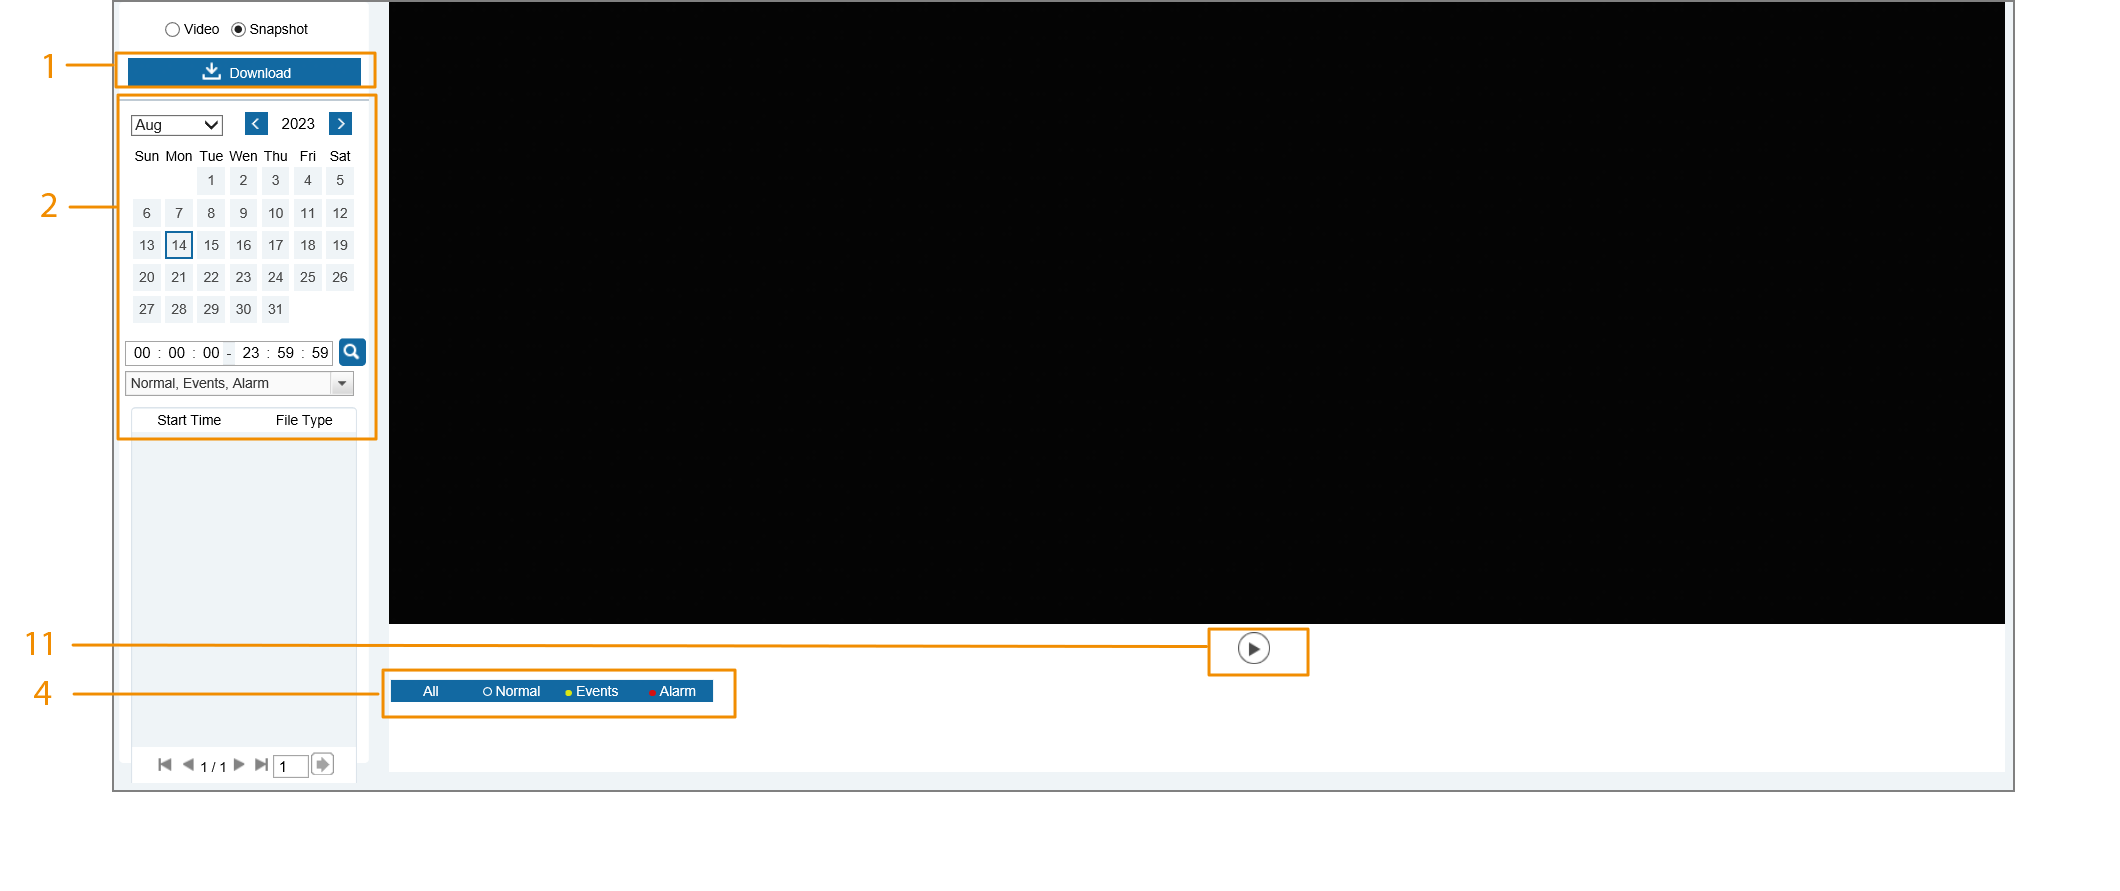 Video Snapshot
1 Download
Aug 2023
Sun Mon Tue Wen Thu Fri Sat
1 2 3 4 5
2
6 7 8 9 10 11 12
13 14 15 16 17 18 19
20 21 22 23 24 25 26
27 28 29 30 31
00 : 00 : 00 - 23 : 59 : 59
Normal, Events, Alarm
Start Time File Type
11
4 All Normal Events Alarm
1 / 1 1